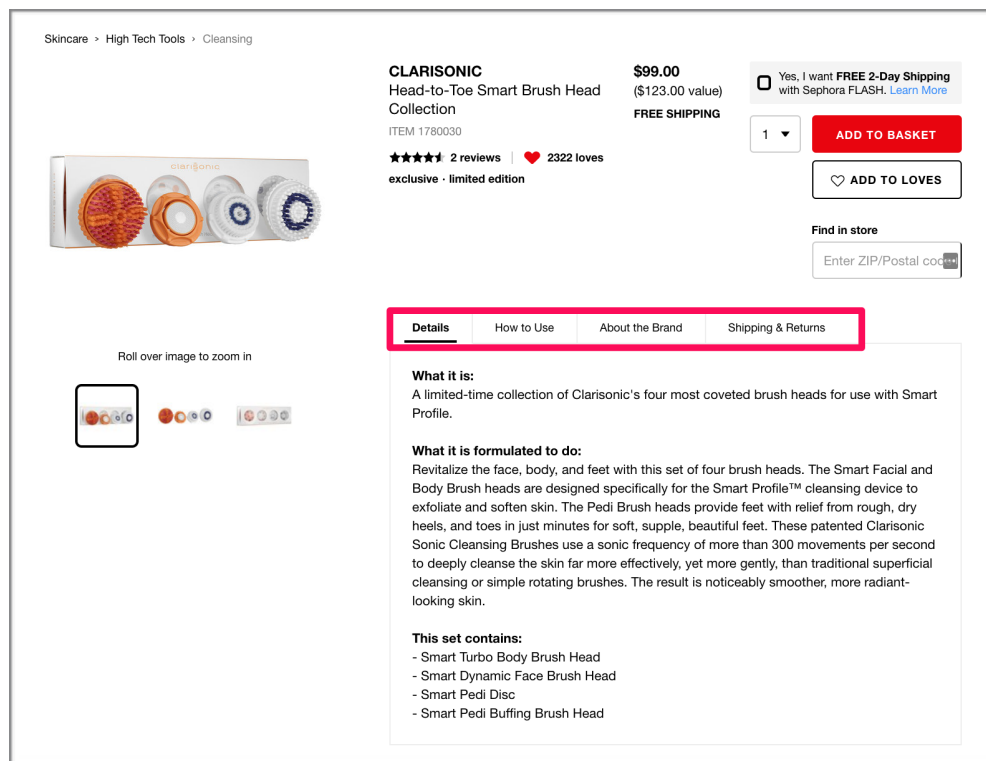 Skincare > High Tech Tools > Cleansing
CLARISONIC
Head-to-Toe Smart Brush Head
Collection
ITEM 1780030
2 reviews | 2322 loves
exclusive · limited edition
$99.00
($123.00 value)
FREE SHIPPING
Yes, I want FREE 2-Day Shipping
with Sephora FLASH. Learn More
1
ADD TO BASKET
ADD TO LOVES
Find in store
Enter ZIP/Postal
clarisonic
Roll over image to zoom in
Details
How to Use
About the Brand
Shipping & Returns
What it is:
A limited-time collection of Clarisonic's four most coveted brush heads for use with Smart
Profile.
What it is formulated to do:
Revitalize the face, body, and feet with this set of four brush heads. The Smart Facial and
Body Brush heads are designed specifically for the Smart Profile™ cleansing device to
exfoliate and soften skin. The Pedi Brush heads provide feet with relief from rough, dry
heels, and toes in just minutes for soft, supple, beautiful feet. These patented Clarisonic
Sonic Cleansing Brushes use a sonic frequency of more than 300 movements per second
to deeply cleanse the skin far more effectively, yet more gently, than traditional superficial
cleansing or simple rotating brushes. The result is noticeably smoother, more radiant-
looking skin.
This set contains:
- Smart Turbo Body Brush Head
- Smart Dynamic Face Brush Head
- Smart Pedi Disc
- Smart Pedi Buffing Brush Head